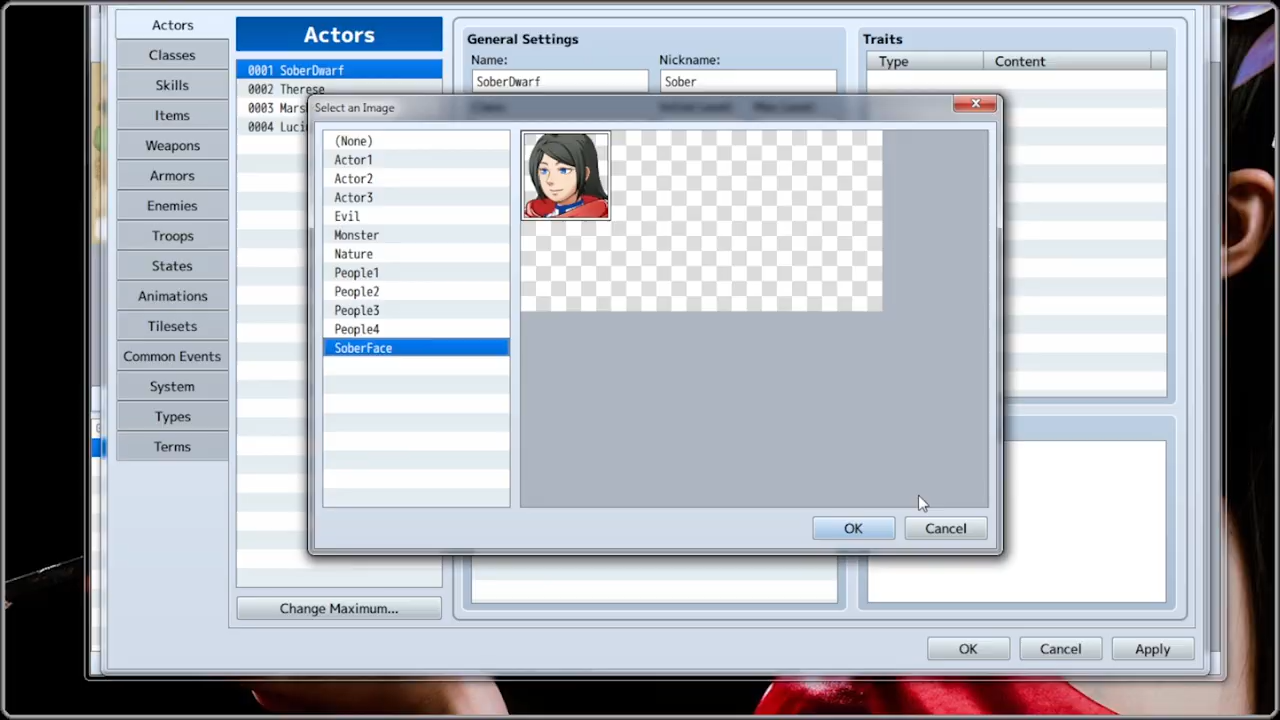 Actors
Classes
Skills
Items
Weapons
Armors
Enemies
Troops
States
Animations
Tilesets
Common Events
System
Types
Terms
Actors
0001 SoberDwarf
0002 Therese
0003 Mars
0004 Luci
Change Maximum...
General Settings
Name:
Nickname:
SoberDwarf
Sober
Traits
Type
Content
Select an Image
(None)
Actor1
Actor2
Actor3
Evil
Monster
Nature
People1
People2
People3
People4
SoberFace
OK
Cancel
OK
Cancel
Apply